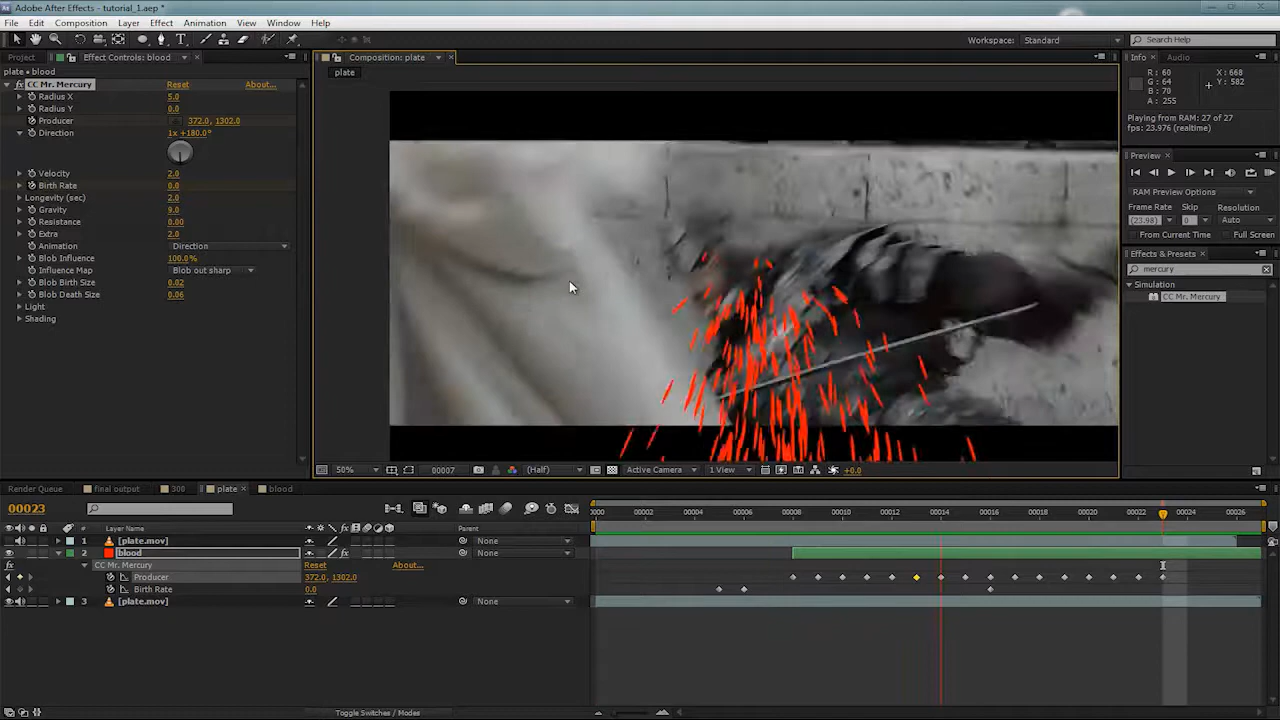 Adobe After Effects - tutorial_1.aep *
File Edit Composition Layer Effect Animation View Window Help
Workspace: Standard Search Help
Project Effect Controls: blood Composition: plate Info Audio
plate • blood plate
fx CC Mr. Mercury Reset About...
Radius X 5.0
Radius Y 0.0
Producer 372.0, 1302.0
Direction 1x +180.0°
Velocity 2.0
Birth Rate 0.0
Longevity (sec) 2.0
Gravity 9.0
Resistance 0.00
Extra 2.0
Animation Direction
Blob Influence 100.0%
Influence Map Blob out sharp
Blob Birth Size 0.02
Blob Death Size 0.06
Light
Shading
R: 60 X: 668
G: 64 Y: 582
B: 70
A: 255
Playing from RAM: 27 of 27
fps: 23.976 (realtime)
Preview
RAM Preview Options
Frame Rate Skip Resolution
(23.98) 0 Auto
From Current Time Full Screen
Effects & Presets
mercury
Simulation
CC Mr. Mercury
50% 00007 (Half) Active Camera 1 View +0.0
Render Queue final output 300 plate blood
00023
00000 00002 00004 00006 00008 00010 00012 00014 00016 00018 00020 00022 00024 00026
# Layer Name Parent
1 [plate.mov] None
2 blood None
CC Mr. Mercury Reset About...
Producer 372.0, 1302.0
Birth Rate 0.0
3 [plate.mov] None
Toggle Switches / Modes